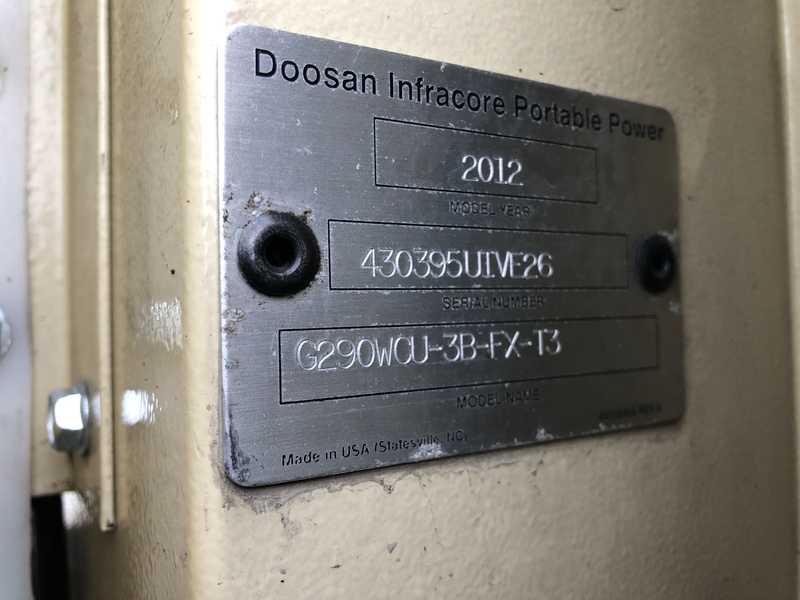 Doosan Infracore Portable Power
2012
MODEL YEAR
430395UIVE26
SERIAL NUMBER
G290WCU-3B-FX-T3
MODEL NAME
REV A
Made in USA (Statesville, NC)